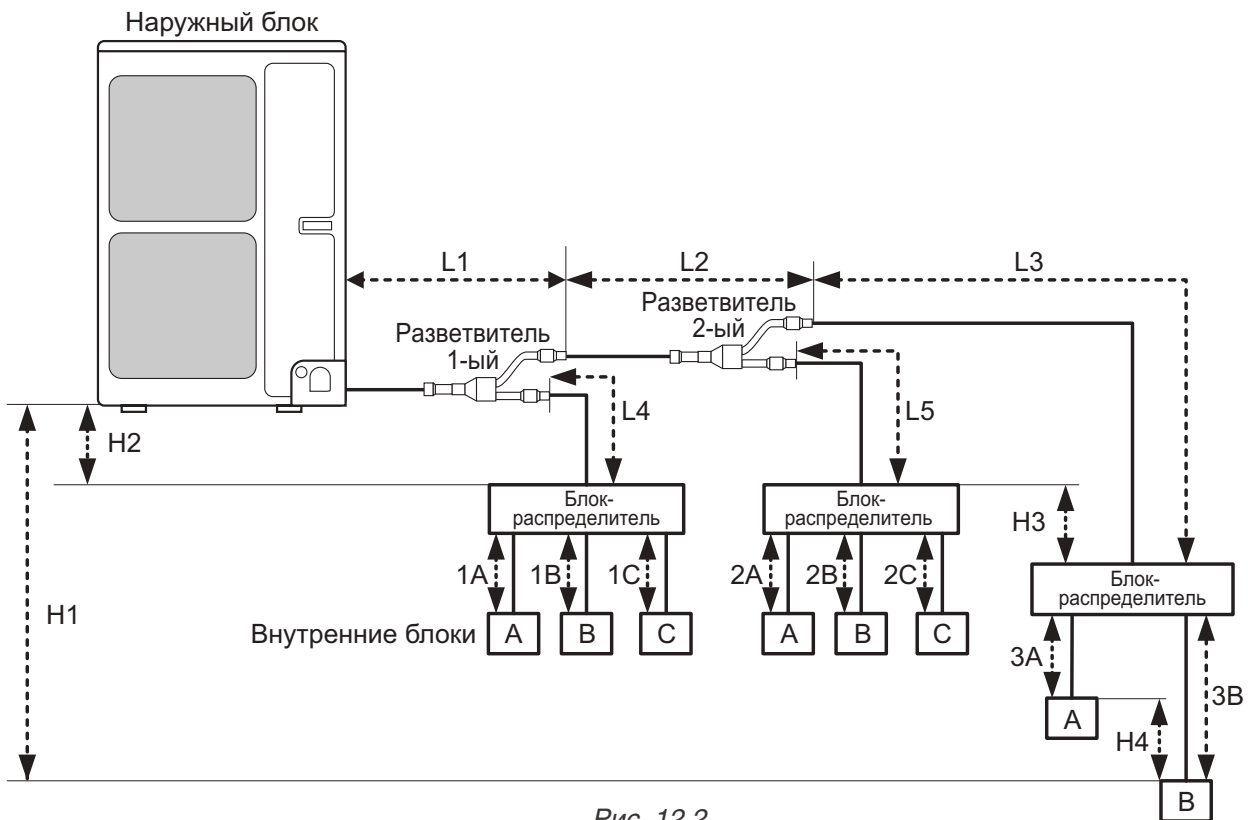 Наружный блок
L1
L2
L3
Разветвитель
1-ый
Разветвитель
2-ый
L4
L5
H2
Блок-
распределитель
Блок-
распределитель
H3
Блок-
распределитель
1A
1B
1C
2A
2B
2C
H1
Внутренние блоки
A
B
C
A
B
C
3A
3B
A
H4
B
Рис. 12.2